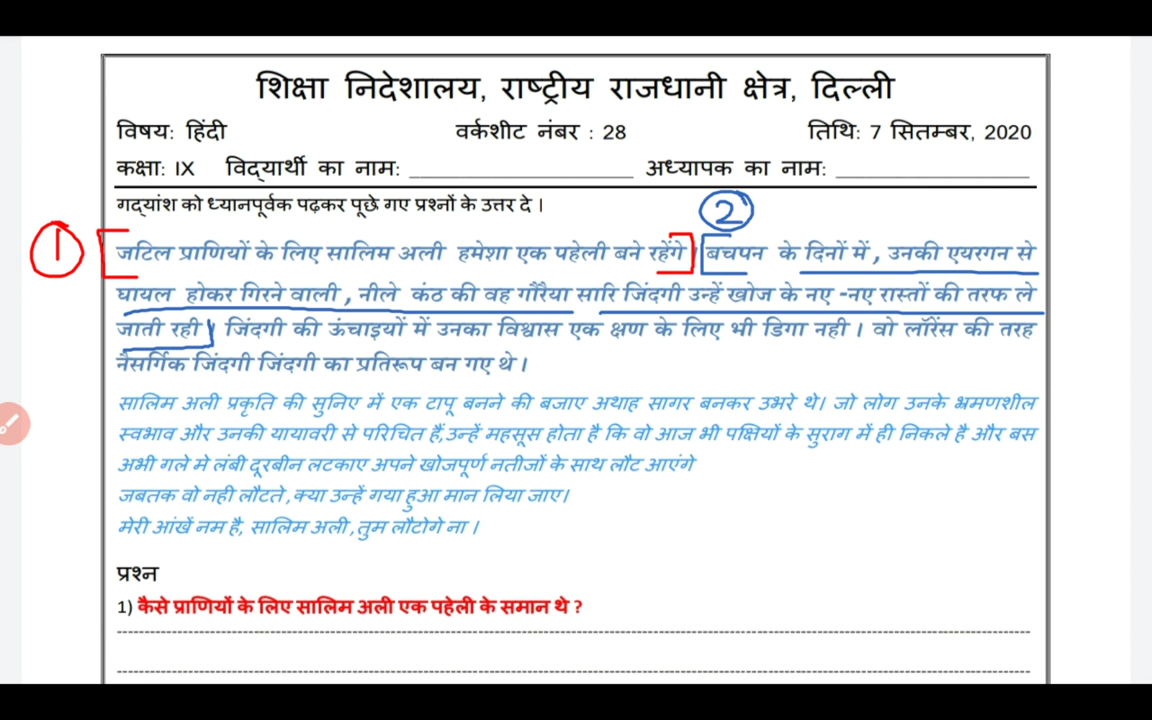 शिक्षा निदेशालय, राष्ट्रीय राजधानी क्षेत्र, दिल्ली
विषय: हिंदी वर्कशीट नंबर : 28 तिथि: 7 सितम्बर, 2020
कक्षा: IX विद्यार्थी का नाम: ____________________ अध्यापक का नाम: ____________________
गद्यांश को ध्यानपूर्वक पढ़कर पूछे गए प्रश्नों के उत्तर दे ।
2
1
जटिल प्राणियों के लिए सालिम अली हमेशा एक पहेली बने रहेंगे । बचपन के दिनों में , उनकी एयरगन से
घायल होकर गिरने वाली , नीले कंठ की वह गौरैया सारि जिंदगी उन्हें खोज के नए -नए रास्तों की तरफ ले
जाती रही । जिंदगी की ऊंचाइयों में उनका विश्वास एक क्षण के लिए भी डिगा नही । वो लॉरेंस की तरह
नैसर्गिक जिंदगी जिंदगी का प्रतिरूप बन गए थे ।
सालिम अली प्रकृति की सुनिए में एक टापू बनने की बजाए अथाह सागर बनकर उभरे थे। जो लोग उनके भ्रमणशील
स्वभाव और उनकी यायावरी से परिचित हैं,उन्हें महसूस होता है कि वो आज भी पक्षियों के सुराग में ही निकले है और बस
अभी गले मे लंबी दूरबीन लटकाए अपने खोजपूर्ण नतीजों के साथ लौट आएंगे
जबतक वो नही लौटते ,क्या उन्हें गया हुआ मान लिया जाए।
मेरी आंखें नम है, सालिम अली ,तुम लौटोगे ना ।
प्रश्न
1) कैसे प्राणियों के लिए सालिम अली एक पहेली के समान थे ?